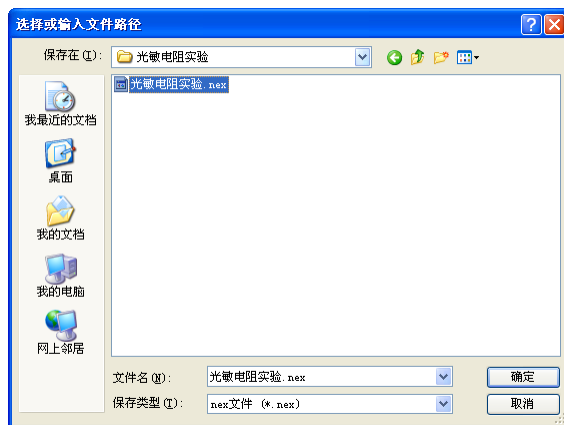 选择或输入文件路径
保存在(I):
光敏电阻实验
光敏电阻实验.nex
我最近的文档
桌面
我的文档
我的电脑
网上邻居
文件名(N):
光敏电阻实验.nex
确定
保存类型(T):
nex文件 (*.nex)
取消